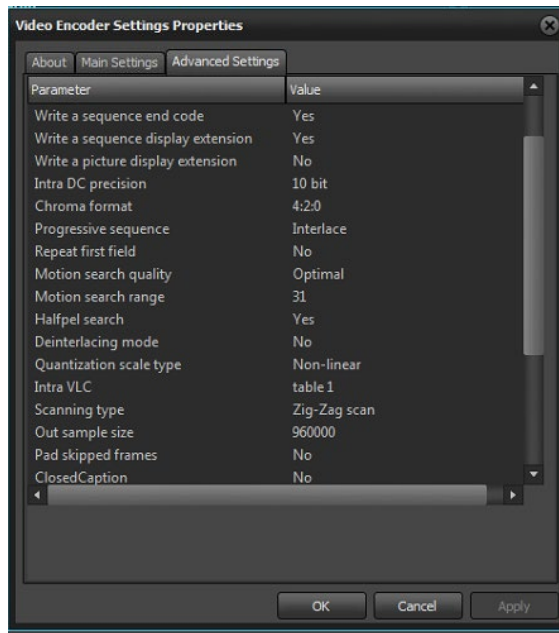 Video Encoder Settings Properties
About Main Settings Advanced Settings
Parameter Value
Write a sequence end code Yes
Write a sequence display extension Yes
Write a picture display extension No
Intra DC precision 10 bit
Chroma format 4:2:0
Progressive sequence Interlace
Repeat first field No
Motion search quality Optimal
Motion search range 31
Halfpel search Yes
Deinterlacing mode No
Quantization scale type Non-linear
Intra VLC table 1
Scanning type Zig-Zag scan
Out sample size 960000
Pad skipped frames No
ClosedCaption No
OK Cancel Apply